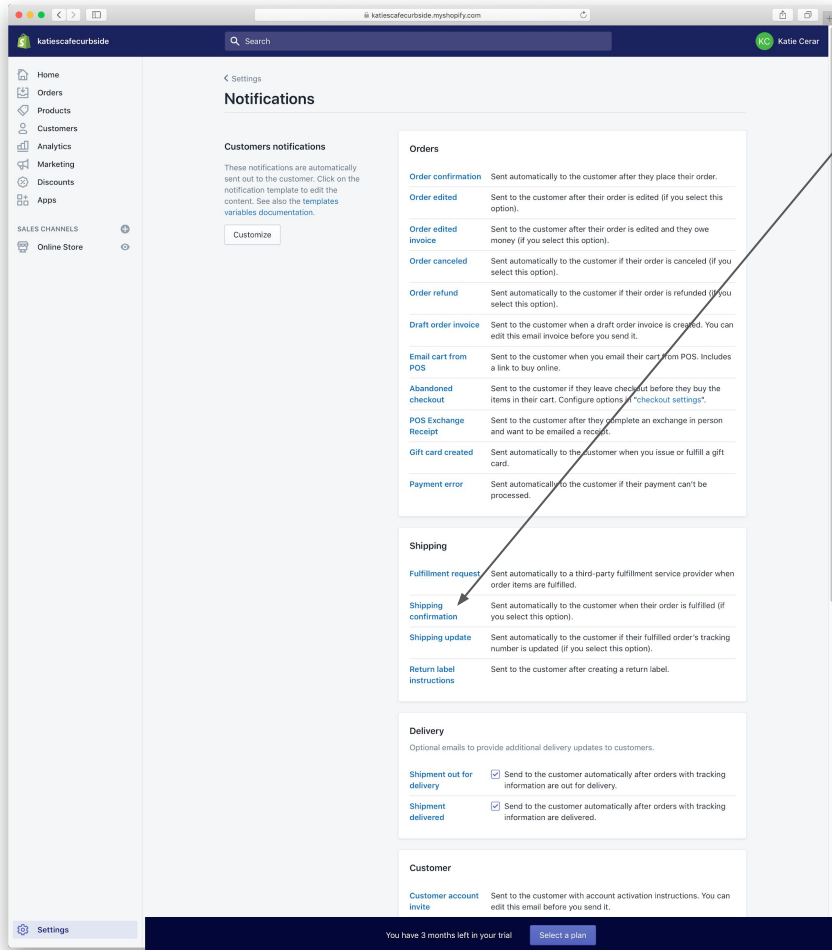 katiescafecurbside.myshopify.com
katiescafecurbside
Search
KC Katie Cerar
Home
Orders
Products
Customers
Analytics
Marketing
Discounts
Apps
SALES CHANNELS
Online Store
Settings
Settings
Notifications
Customers notifications
These notifications are automatically
sent out to the customer. Click on the
notification template to edit the
content. See also the templates
variables documentation.
Customize
Orders
Order confirmation Sent automatically to the customer after they place their order.
Order edited Sent to the customer after their order is edited (if you select this
option).
Order edited Sent to the customer after their order is edited and they owe
invoice money (if you select this option).
Order canceled Sent automatically to the customer if their order is canceled (if you
select this option).
Order refund Sent automatically to the customer if their order is refunded (if you
select this option).
Draft order invoice Sent to the customer when a draft order invoice is created. You can
edit this email invoice before you send it.
Email cart from Sent to the customer when you email their cart from POS. Includes
POS a link to buy online.
Abandoned Sent to the customer if they leave checkout before they buy the
checkout items in their cart. Configure options in "checkout settings".
POS Exchange Sent to the customer after they complete an exchange in person
Receipt and want to be emailed a receipt.
Gift card created Sent automatically to the customer when you issue or fulfill a gift
card.
Payment error Sent automatically to the customer if their payment can't be
processed.
Shipping
Fulfillment request Sent automatically to a third-party fulfillment service provider when
order items are fulfilled.
Shipping Sent automatically to the customer when their order is fulfilled (if
confirmation you select this option).
Shipping update Sent automatically to the customer if their fulfilled order's tracking
number is updated (if you select this option).
Return label Sent to the customer after creating a return label.
instructions
Delivery
Optional emails to provide additional delivery updates to customers.
Shipment out for Send to the customer automatically after orders with tracking
delivery information are out for delivery.
Shipment Send to the customer automatically after orders with tracking
delivered information are delivered.
Customer
Customer account Sent to the customer with account activation instructions. You can
invite edit this email before you send it.
You have 3 months left in your trial Select a plan